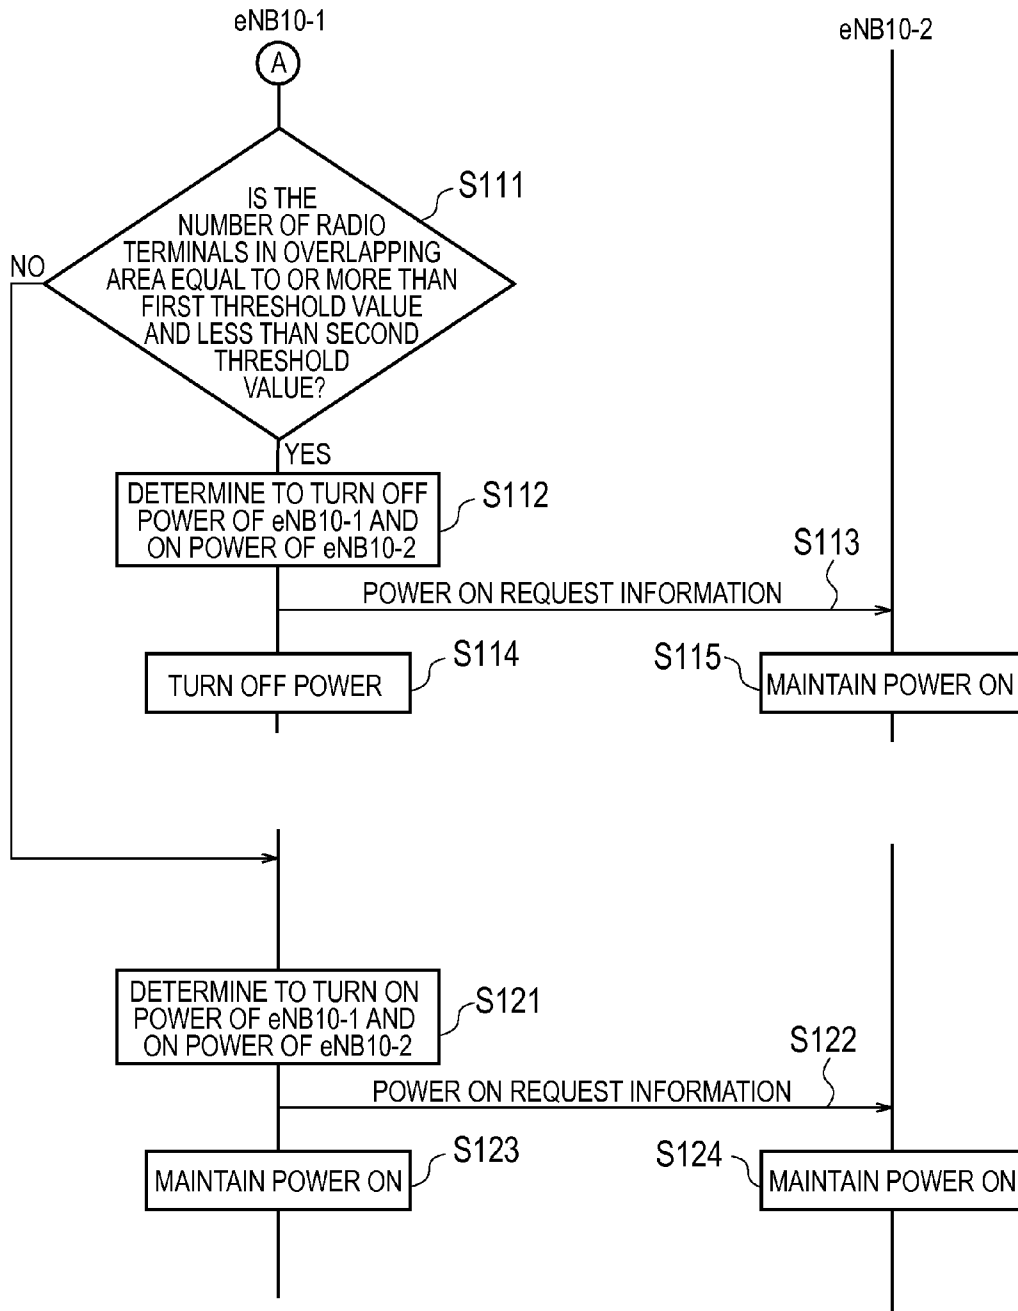 eNB10-1
eNB10-2
A
S111
IS THE
NUMBER OF RADIO
TERMINALS IN OVERLAPPING
AREA EQUAL TO OR MORE THAN
FIRST THRESHOLD VALUE
AND LESS THAN SECOND
THRESHOLD
VALUE?
NO
YES
DETERMINE TO TURN OFF
POWER OF eNB10-1 AND
ON POWER OF eNB10-2
S112
S113
POWER ON REQUEST INFORMATION
TURN OFF POWER
S114
S115
MAINTAIN POWER ON
DETERMINE TO TURN ON
POWER OF eNB10-1 AND
ON POWER OF eNB10-2
S121
S122
POWER ON REQUEST INFORMATION
MAINTAIN POWER ON
S123
S124
MAINTAIN POWER ON